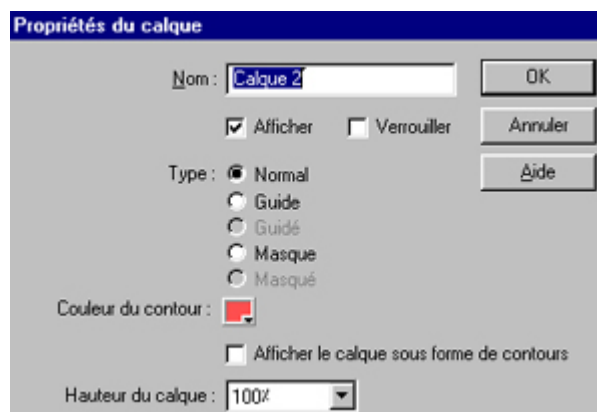 Propriétés du calque
Nom : Calque 2 OK
Afficher Verrouiller Annuler
Type : Normal Aide
Guide
Guidé
Masque
Masqué
Couleur du contour :
Afficher le calque sous forme de contours
Hauteur du calque : 100%